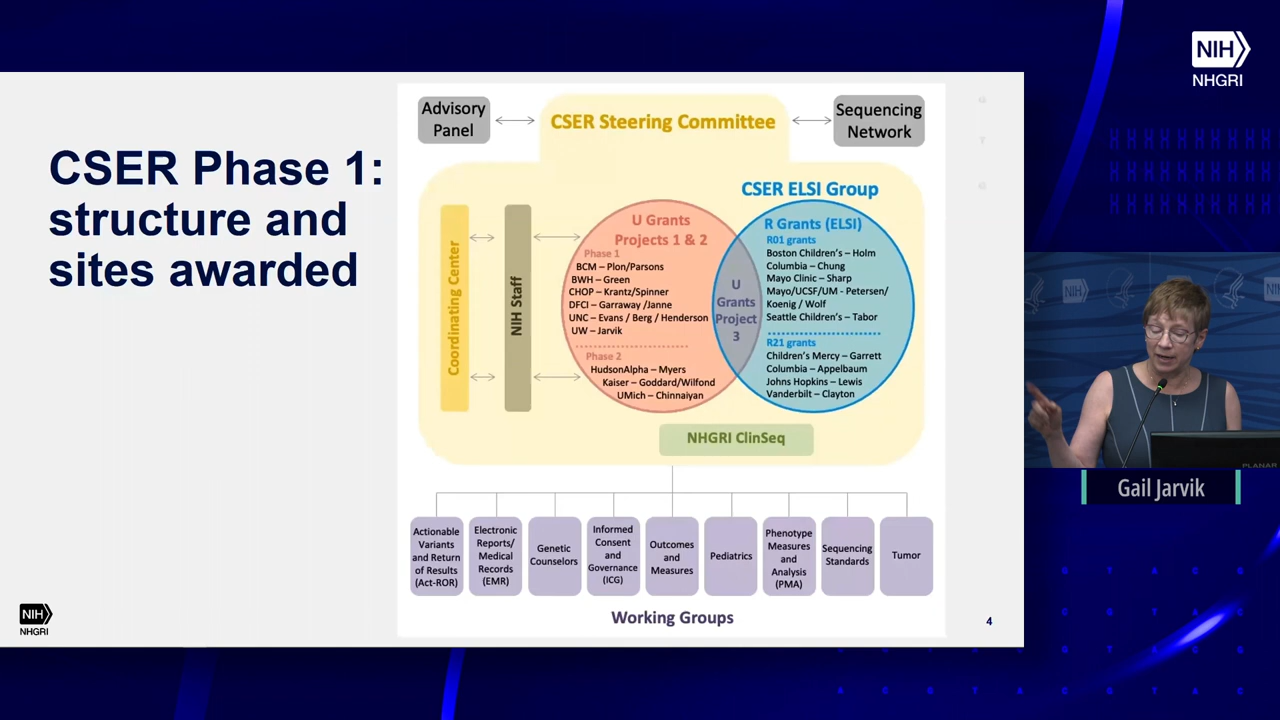 NIH
NHGRI
CSER Phase 1:
structure and
sites awarded
Advisory
Panel
CSER Steering Committee
Sequencing
Network
CSER ELSI Group
Coordinating Center
NIH Staff
U Grants
Projects 1 & 2
Phase 1
BCM – Plon/Parsons
BWH – Green
CHOP – Krantz/Spinner
DFCI – Garraway /Janne
UNC – Evans / Berg / Henderson
UW – Jarvik
Phase 2
HudsonAlpha – Myers
Kaiser – Goddard/Wilfond
UMich – Chinnaiyan
U
Grants
Project
3
R Grants (ELSI)
R01 grants
Boston Children's – Holm
Columbia – Chung
Mayo Clinic – Sharp
Mayo/UCSF/UM - Petersen/
Koenig / Wolf
Seattle Children's – Tabor
R21 grants
Children's Mercy – Garrett
Columbia – Appelbaum
Johns Hopkins – Lewis
Vanderbilt – Clayton
NHGRI ClinSeq
Actionable
Variants
and Return
of Results
(Act-ROR)
Electronic
Reports/
Medical
Records
(EMR)
Genetic
Counselors
Informed
Consent
and
Governance
(ICG)
Outcomes
and
Measures
Pediatrics
Phenotype
Measures
and
Analysis
(PMA)
Sequencing
Standards
Tumor
Working Groups
NIH
NHGRI
4
NIH
PLANAR
Gail Jarvik